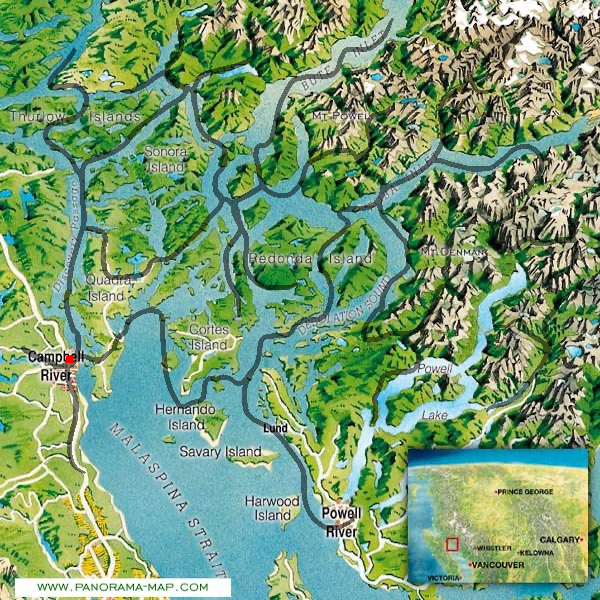 BUTE INLET
MT POWELL
Thurlow Islands
Sonora
Island
TOBA INLET
Discovery Passage
Redonda Island
MT DENMAN
Quadra
Island
DESOLATION SOUND
Cortes
Island
Campbell
River
Powell
Lake
Hernando
Island
Lund
MALASPINA STRAIT
Savary Island
Harwood
Island
Powell
River
PRINCE GEORGE
CALGARY
WHISTLER
KELOWNA
VANCOUVER
VICTORIA
WWW.PANORAMA-MAP.COM